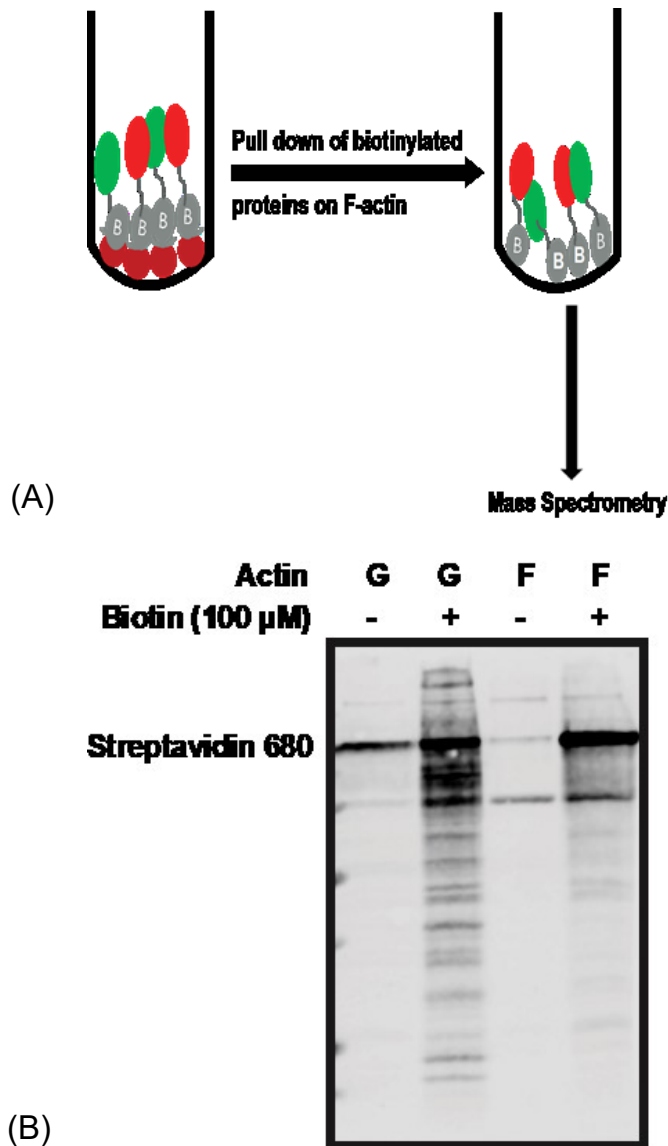 Pull down of biotinylated
proteins on F-actin
B B B B
B B B B
(A)
Mass Spectrometry
Actin G G F F
Biotin (100 µM) - + - +
Streptavidin 680
(B)